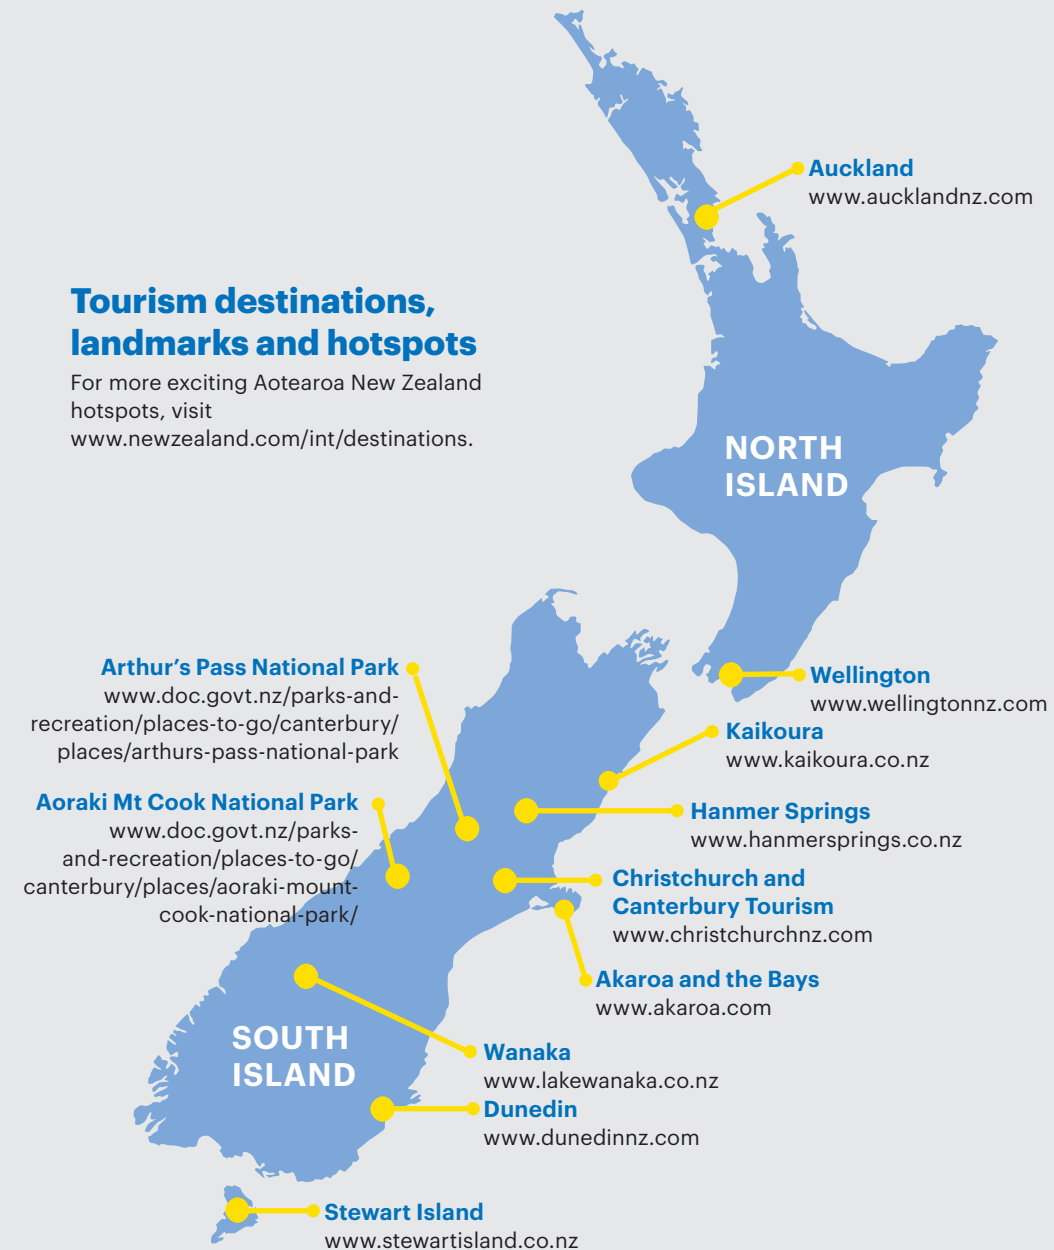 Auckland
www.aucklandnz.com
Tourism destinations,
landmarks and hotspots
For more exciting Aotearoa New Zealand
hotspots, visit
www.newzealand.com/int/destinations.
NORTH
ISLAND
Arthur's Pass National Park
www.doc.govt.nz/parks-and-
recreation/places-to-go/canterbury/
places/arthurs-pass-national-park
Wellington
www.wellingtonnz.com
Kaikoura
www.kaikoura.co.nz
Aoraki Mt Cook National Park
www.doc.govt.nz/parks-
and-recreation/places-to-go/
canterbury/places/aoraki-mount-
cook-national-park/
Hanmer Springs
www.hanmersprings.co.nz
Christchurch and
Canterbury Tourism
www.christchurchnz.com
Akaroa and the Bays
www.akaroa.com
SOUTH
ISLAND
Wanaka
www.lakewanaka.co.nz
Dunedin
www.dunedinnz.com
Stewart Island
www.stewartisland.co.nz